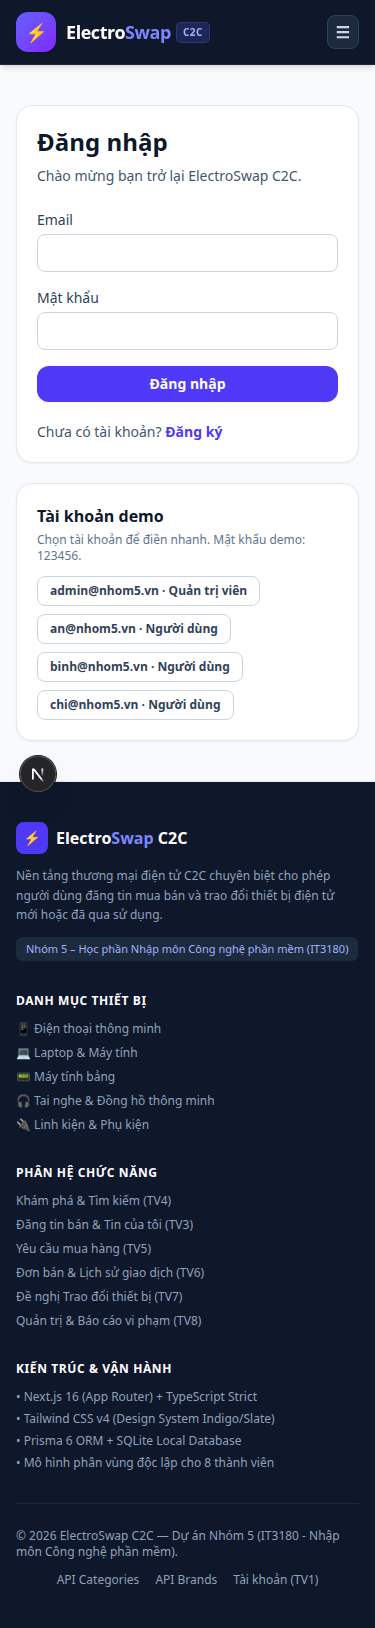 ⚡ ElectroSwap C2C ☰
Đăng nhập
Chào mừng bạn trở lại ElectroSwap C2C.
Email
Mật khẩu
Đăng nhập
Chưa có tài khoản? Đăng ký
Tài khoản demo
Chọn tài khoản để điền nhanh. Mật khẩu demo:
123456.
admin@nhom5.vn · Quản trị viên
an@nhom5.vn · Người dùng
binh@nhom5.vn · Người dùng
chi@nhom5.vn · Người dùng
N
⚡ ElectroSwap C2C
Nền tảng thương mại điện tử C2C chuyên biệt cho phép
người dùng đăng tin mua bán và trao đổi thiết bị điện tử
mới hoặc đã qua sử dụng.
Nhóm 5 – Học phần Nhập môn Công nghệ phần mềm (IT3180)
DANH MỤC THIẾT BỊ
📱 Điện thoại thông minh
💻 Laptop & Máy tính
📟 Máy tính bảng
🎧 Tai nghe & Đồng hồ thông minh
🔌 Linh kiện & Phụ kiện
PHÂN HỆ CHỨC NĂNG
Khám phá & Tìm kiếm (TV4)
Đăng tin bán & Tin của tôi (TV3)
Yêu cầu mua hàng (TV5)
Đơn bán & Lịch sử giao dịch (TV6)
Đề nghị Trao đổi thiết bị (TV7)
Quản trị & Báo cáo vi phạm (TV8)
KIẾN TRÚC & VẬN HÀNH
• Next.js 16 (App Router) + TypeScript Strict
• Tailwind CSS v4 (Design System Indigo/Slate)
• Prisma 6 ORM + SQLite Local Database
• Mô hình phân vùng độc lập cho 8 thành viên
© 2026 ElectroSwap C2C — Dự án Nhóm 5 (IT3180 - Nhập
môn Công nghệ phần mềm).
API Categories API Brands Tài khoản (TV1)